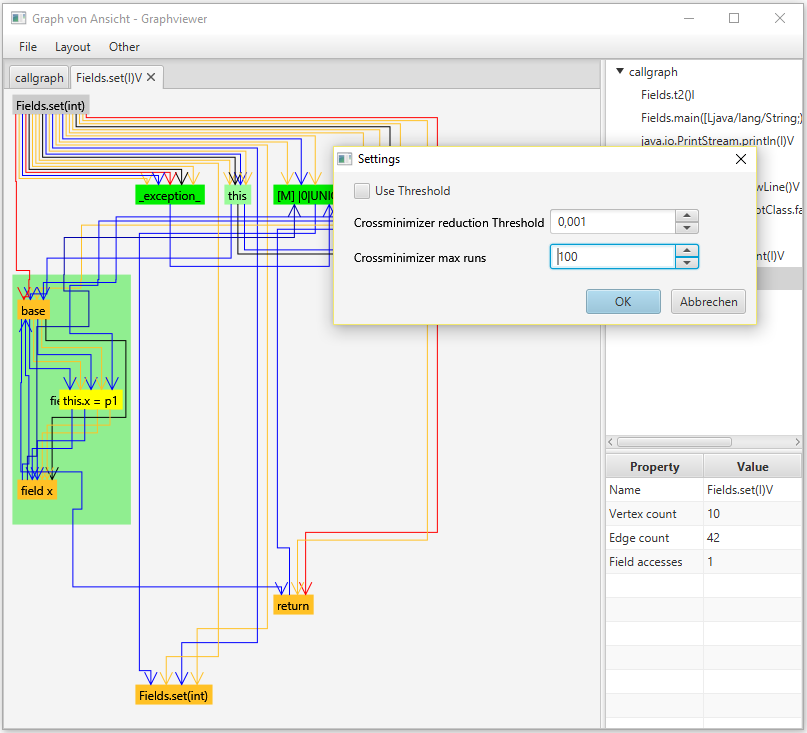 Graph von Ansicht - Graphviewer
File Layout Other
callgraph Fields.set(I)V
Fields.set(int)
_exception_
this
[M] |0|UNIC
base
this.x = p1
field x
return
Fields.set(int)
callgraph
Fields.t2()I
Fields.main([Ljava/lang/String;)
java.io.PrintStream.println(I)V
wLine()V
otClass.fa
nt(I)V
Settings
Use Threshold
Crossminimizer reduction Threshold 0,001
Crossminimizer max runs 100
OK Abbrechen
Property Value
Name Fields.set(I)V
Vertex count 10
Edge count 42
Field accesses 1